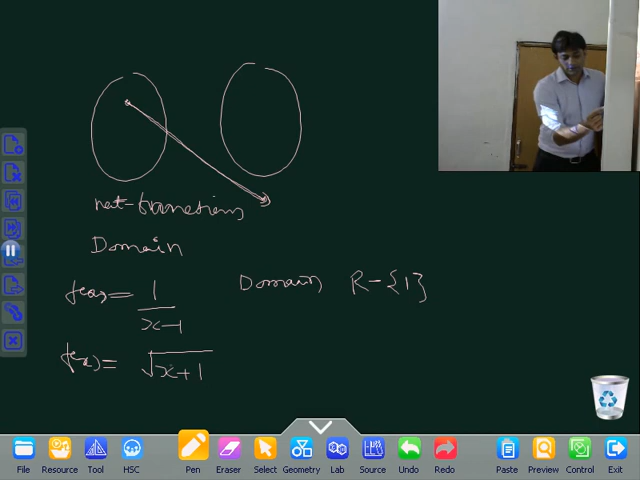 not-functions
Domain
f(x) = 1/x-1 Domain R-{1}
f(x) = √x+1
File Resource Tool HSC Pen Eraser Select Geometry Lab Source Undo Redo Paste Preview Control Exit